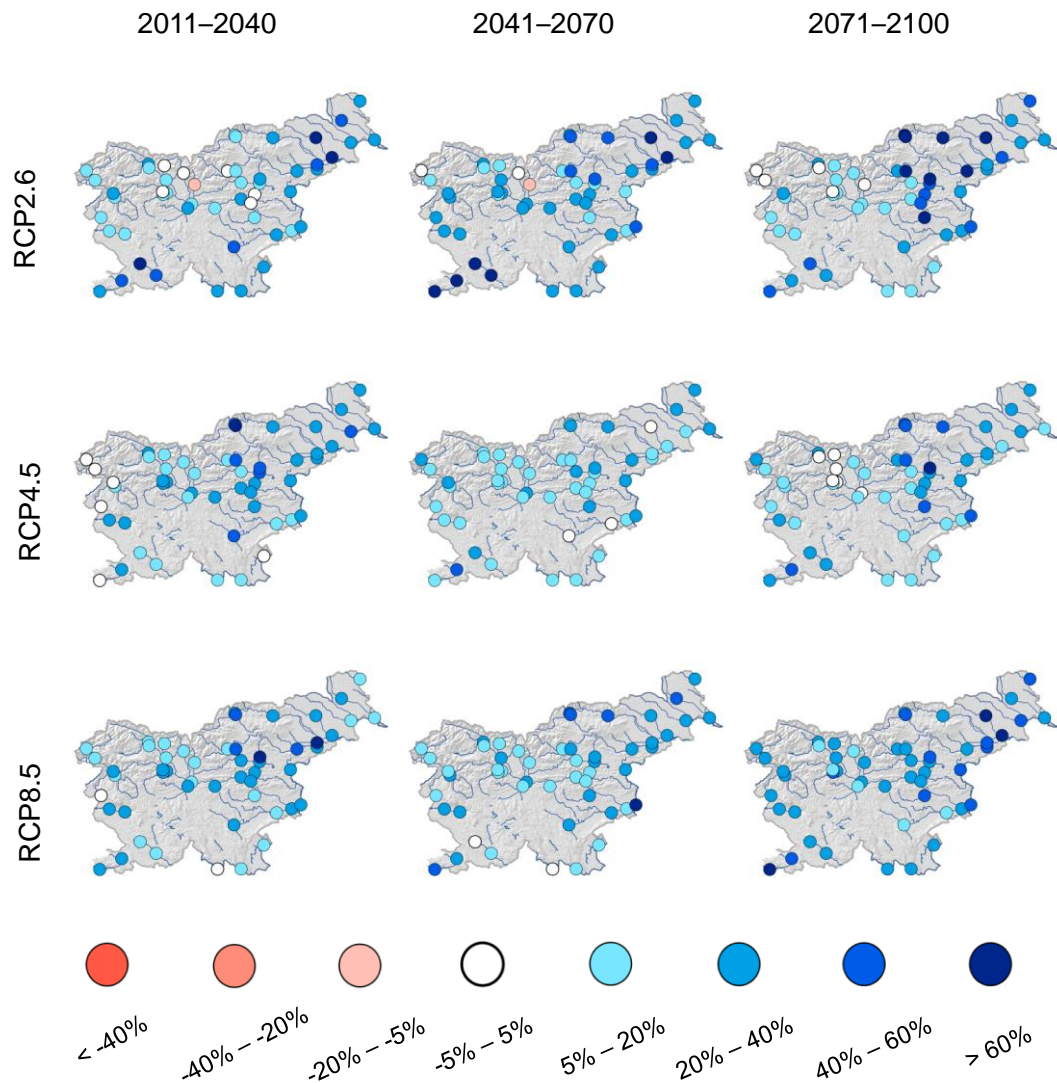 2011–2040 2041–2070 2071–2100
RCP2.6
RCP4.5
RCP8.5
< -40% -40% – -20% -20% – -5% -5% – 5% 5% – 20% 20% – 40% 40% – 60% > 60%